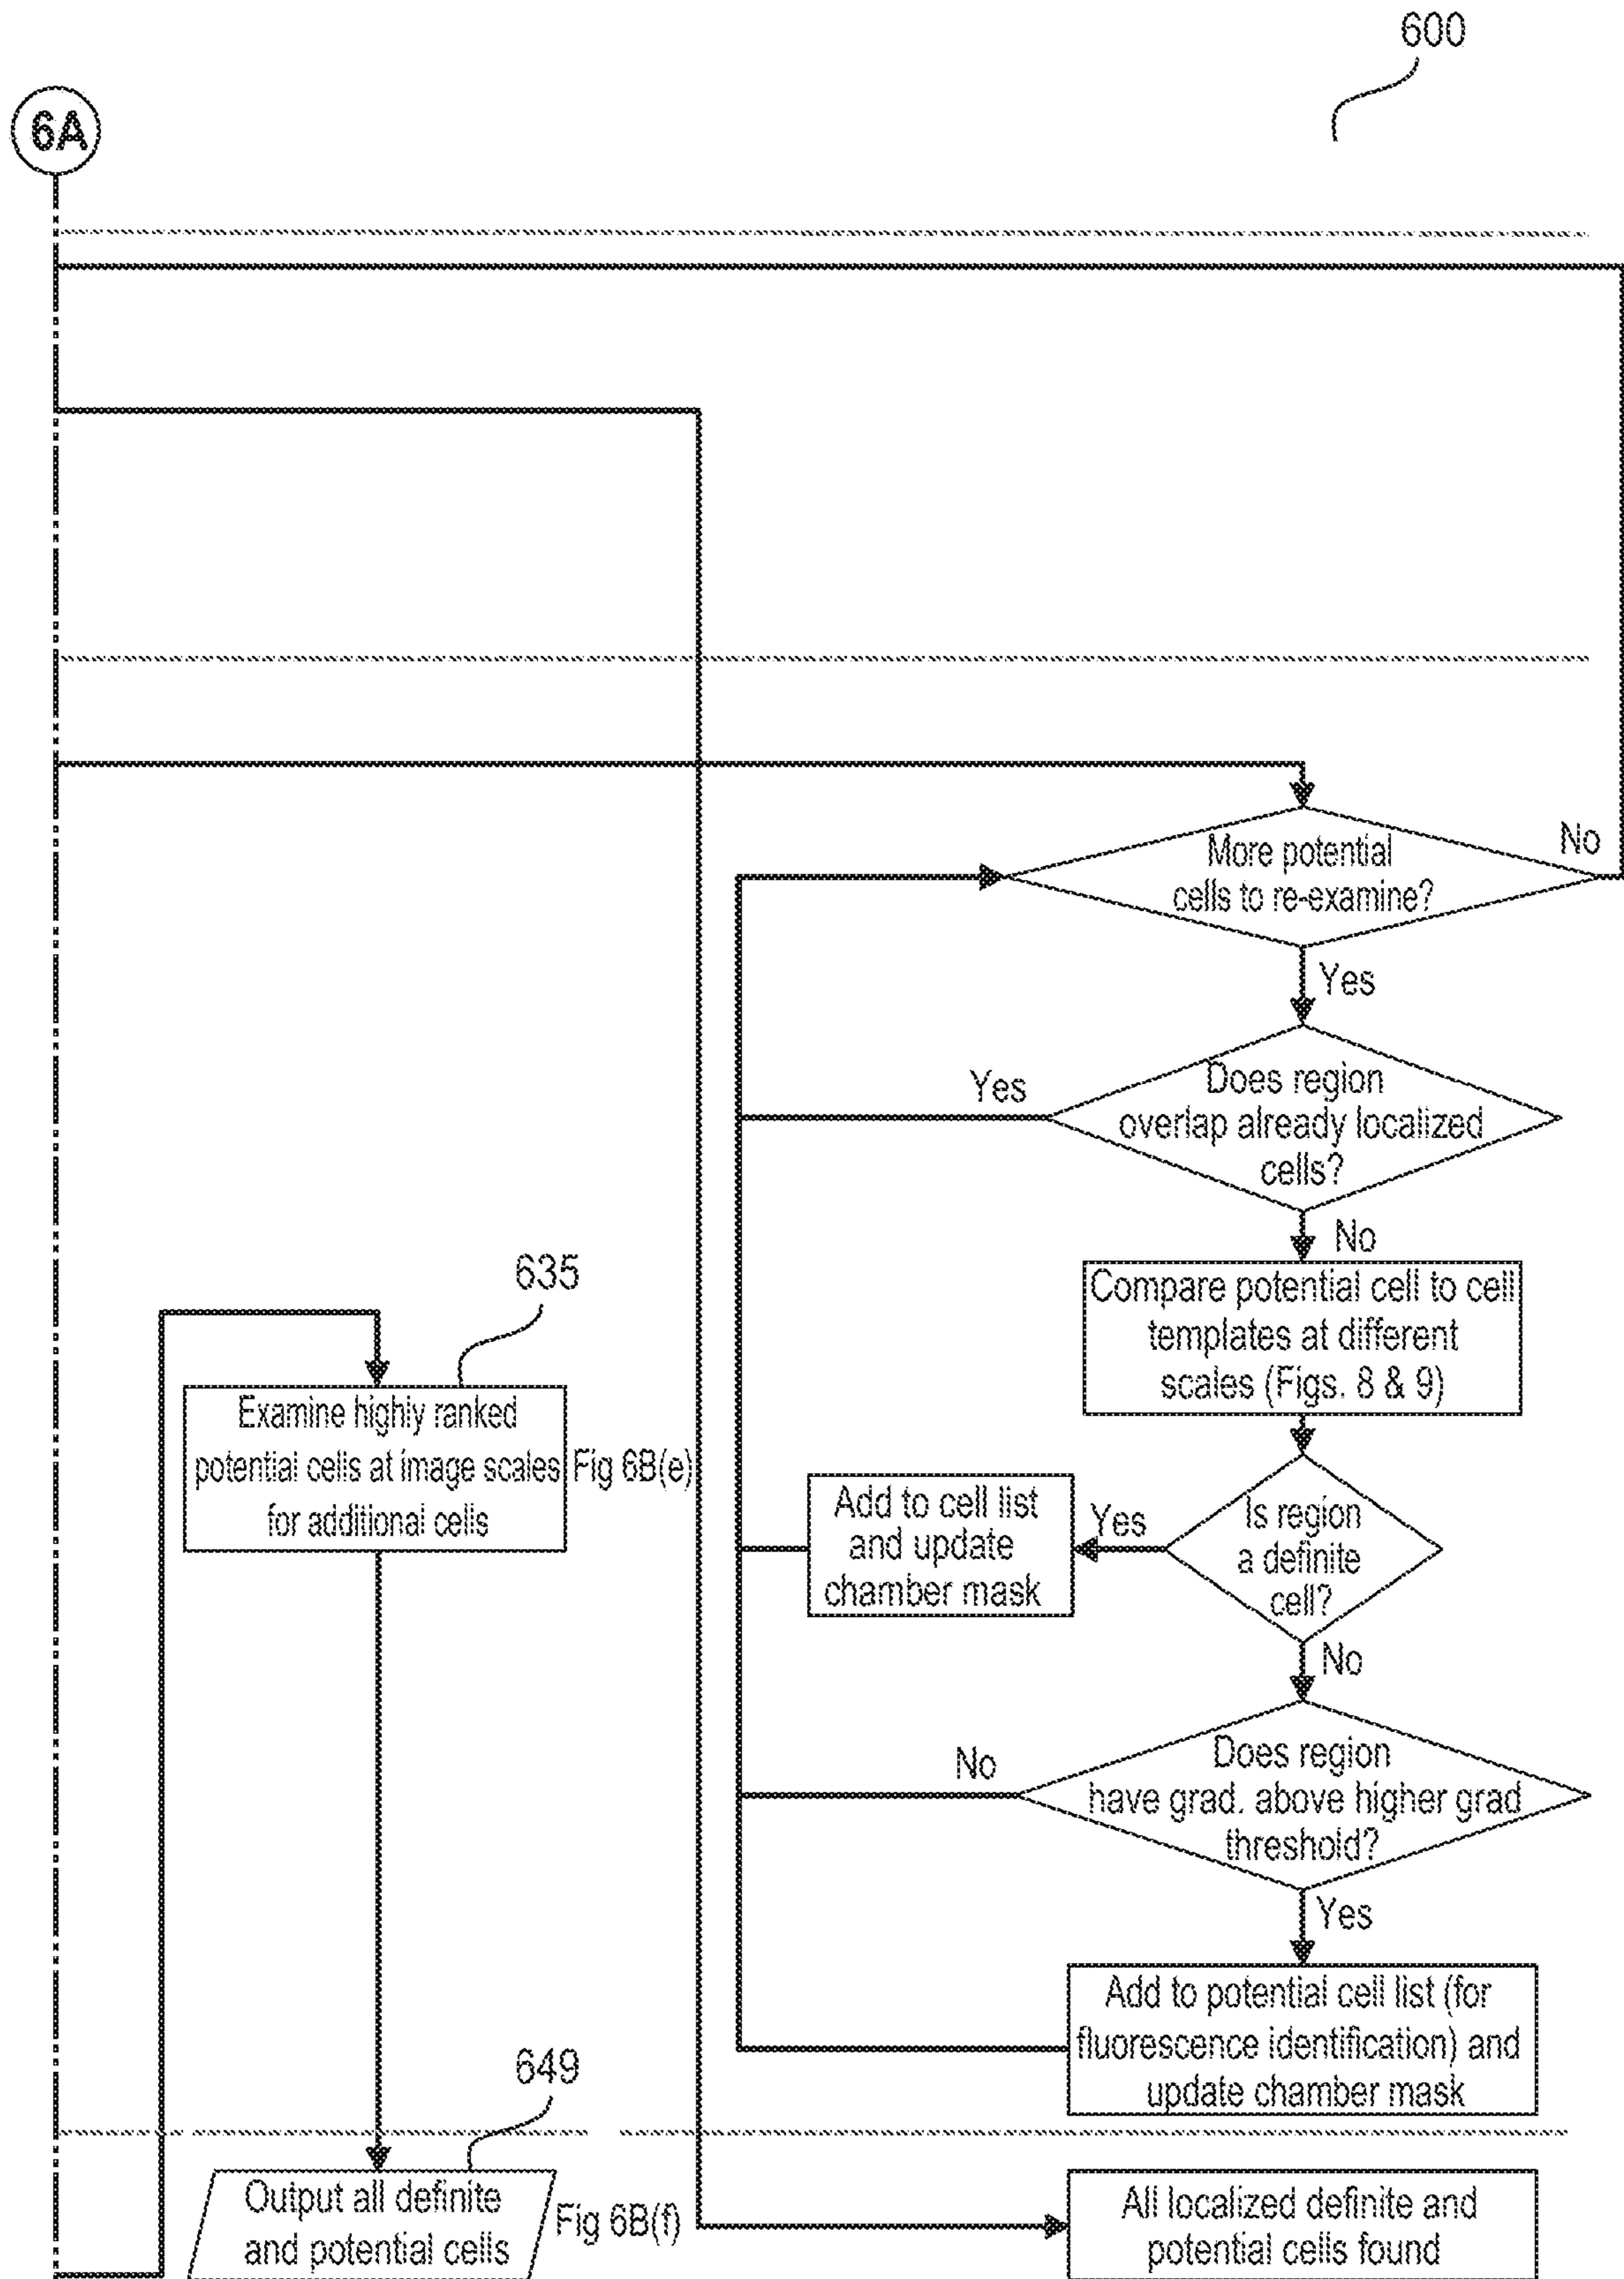 600
6A
More potential
cells to re-examine?
No
Yes
Does region
overlap already localized
cells?
Yes
No
635
Compare potential cell to cell
templates at different
scales (Figs. 8 & 9)
Examine highly ranked
potential cells at image scales
for additional cells
Fig 6B(e)
Add to cell list
and update
chamber mask
Yes
Is region
a definite
cell?
No
Does region
have grad. above higher grad
threshold?
No
Yes
Add to potential cell list (for
fluorescence identification) and
update chamber mask
649
Output all definite
and potential cells
Fig 6B(f)
All localized definite and
potential cells found